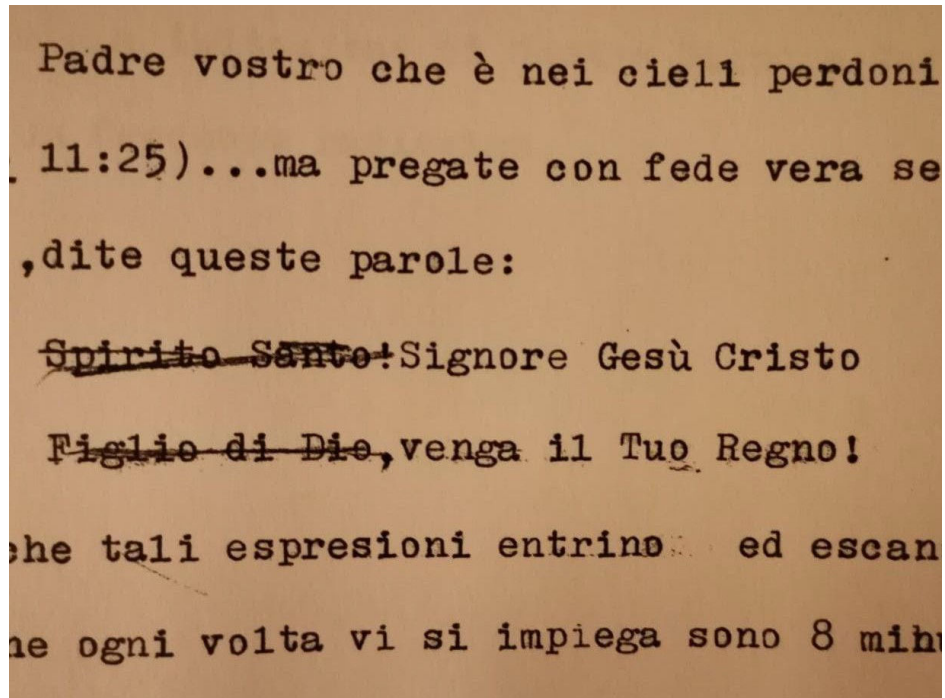 Padre vostro che è nei cieli perdoni
11:25)...ma pregate con fede vera se
,dite queste parole:
Spirito Santo!Signore Gesù Cristo
Figlio di Dio,venga il Tuo Regno!
che tali espresioni entrino ed escan
ne ogni volta vi si impiega sono 8 mihu